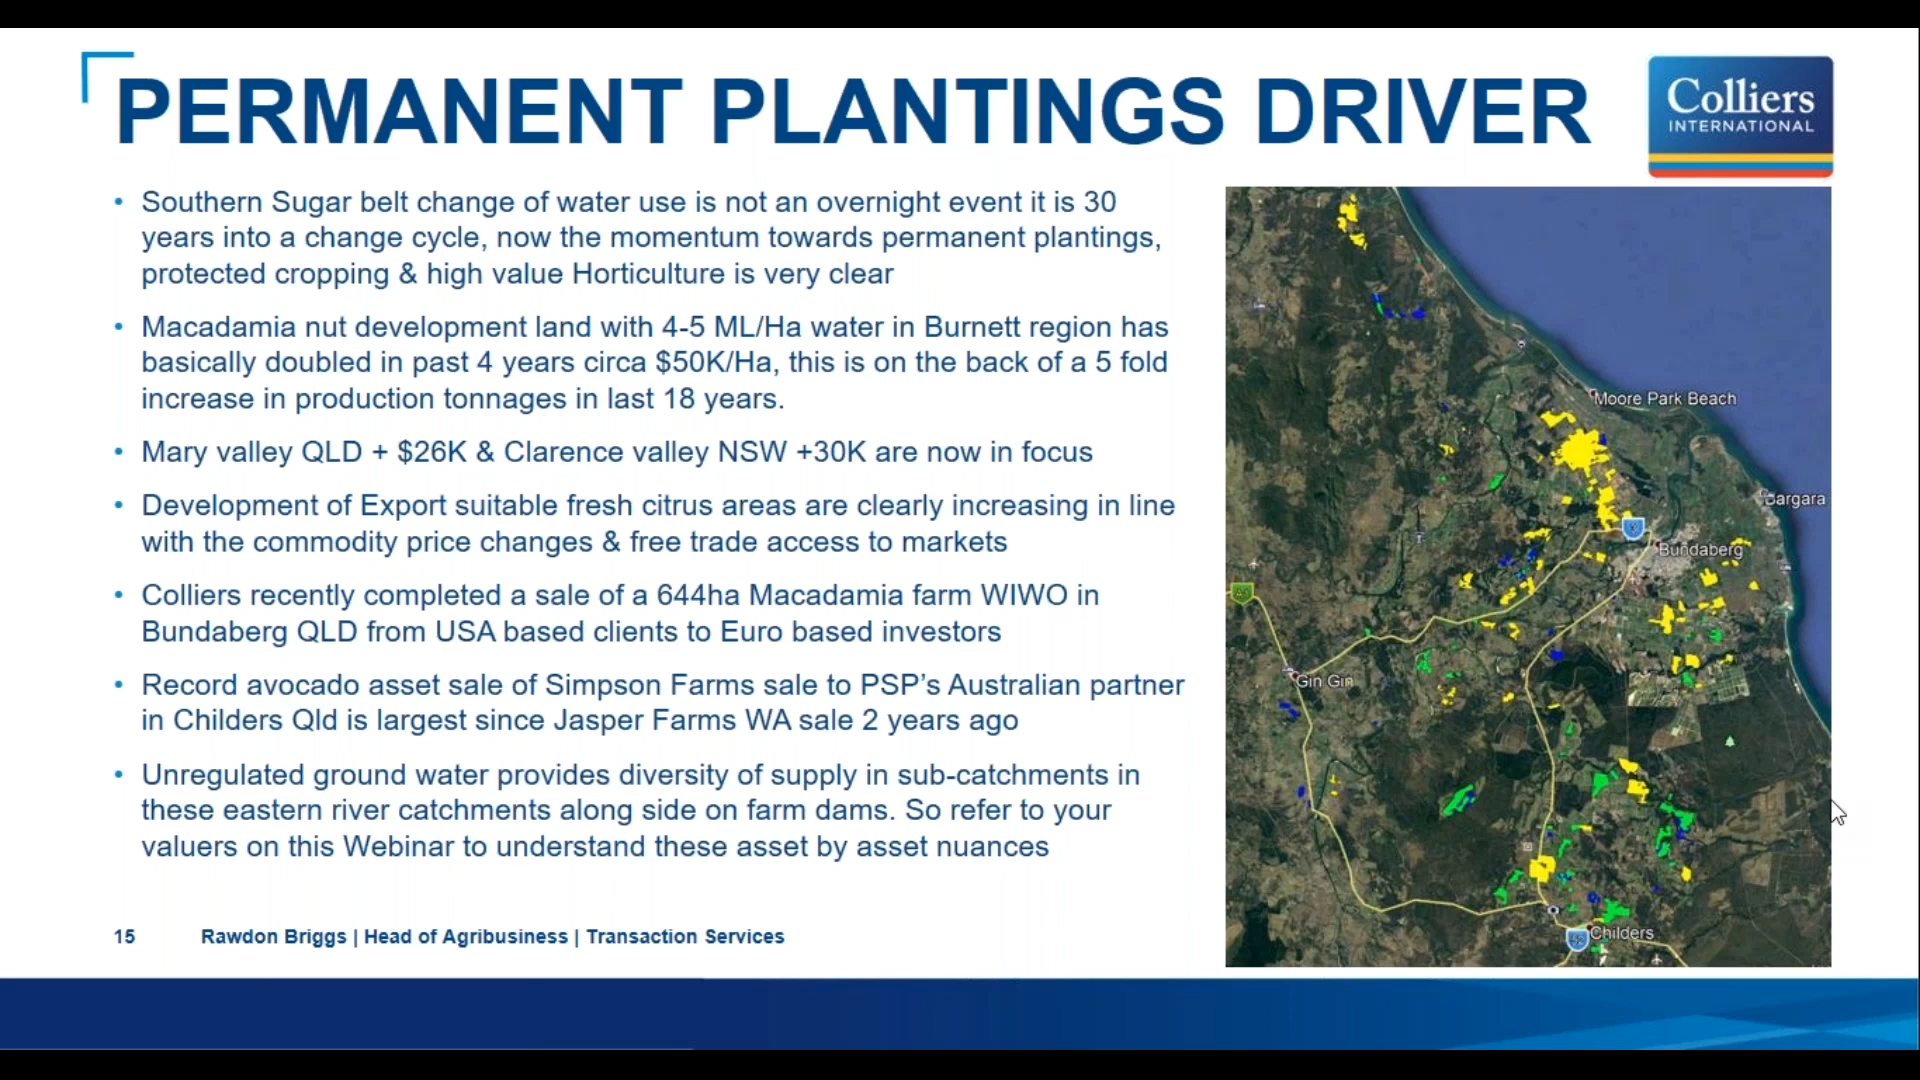 PERMANENT PLANTINGS DRIVER
Colliers
INTERNATIONAL
• Southern Sugar belt change of water use is not an overnight event it is 30
years into a change cycle, now the momentum towards permanent plantings,
protected cropping & high value Horticulture is very clear
• Macadamia nut development land with 4-5 ML/Ha water in Burnett region has
basically doubled in past 4 years circa $50K/Ha, this is on the back of a 5 fold
increase in production tonnages in last 18 years.
• Mary valley QLD + $26K & Clarence valley NSW +30K are now in focus
• Development of Export suitable fresh citrus areas are clearly increasing in line
with the commodity price changes & free trade access to markets
• Colliers recently completed a sale of a 644ha Macadamia farm WIWO in
Bundaberg QLD from USA based clients to Euro based investors
• Record avocado asset sale of Simpson Farms sale to PSP’s Australian partner
in Childers Qld is largest since Jasper Farms WA sale 2 years ago
• Unregulated ground water provides diversity of supply in sub-catchments in
these eastern river catchments along side on farm dams. So refer to your
valuers on this Webinar to understand these asset by asset nuances
Moore Park Beach
Bargara
Bundaberg
Gin Gin
Childers
15 Rawdon Briggs | Head of Agribusiness | Transaction Services